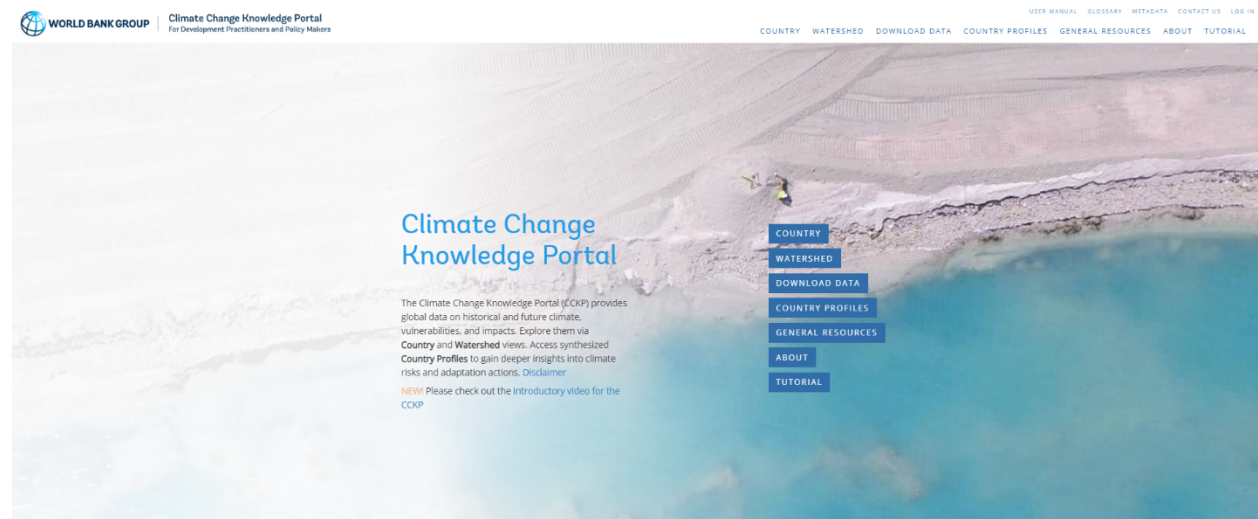 USER MANUAL GLOSSARY METADATA CONTACT US LOG IN
WORLD BANK GROUP
Climate Change Knowledge Portal
For Development Practitioners and Policy Makers
COUNTRY WATERSHED DOWNLOAD DATA COUNTRY PROFILES GENERAL RESOURCES ABOUT TUTORIAL
Climate Change
Knowledge Portal
The Climate Change Knowledge Portal (CCKP) provides
global data on historical and future climate,
vulnerabilities, and impacts. Explore them via
Country and Watershed views. Access synthesized
Country Profiles to gain deeper insights into climate
risks and adaptation actions. Disclaimer
NEW! Please check out the introductory video for the
CCKP
COUNTRY
WATERSHED
DOWNLOAD DATA
COUNTRY PROFILES
GENERAL RESOURCES
ABOUT
TUTORIAL